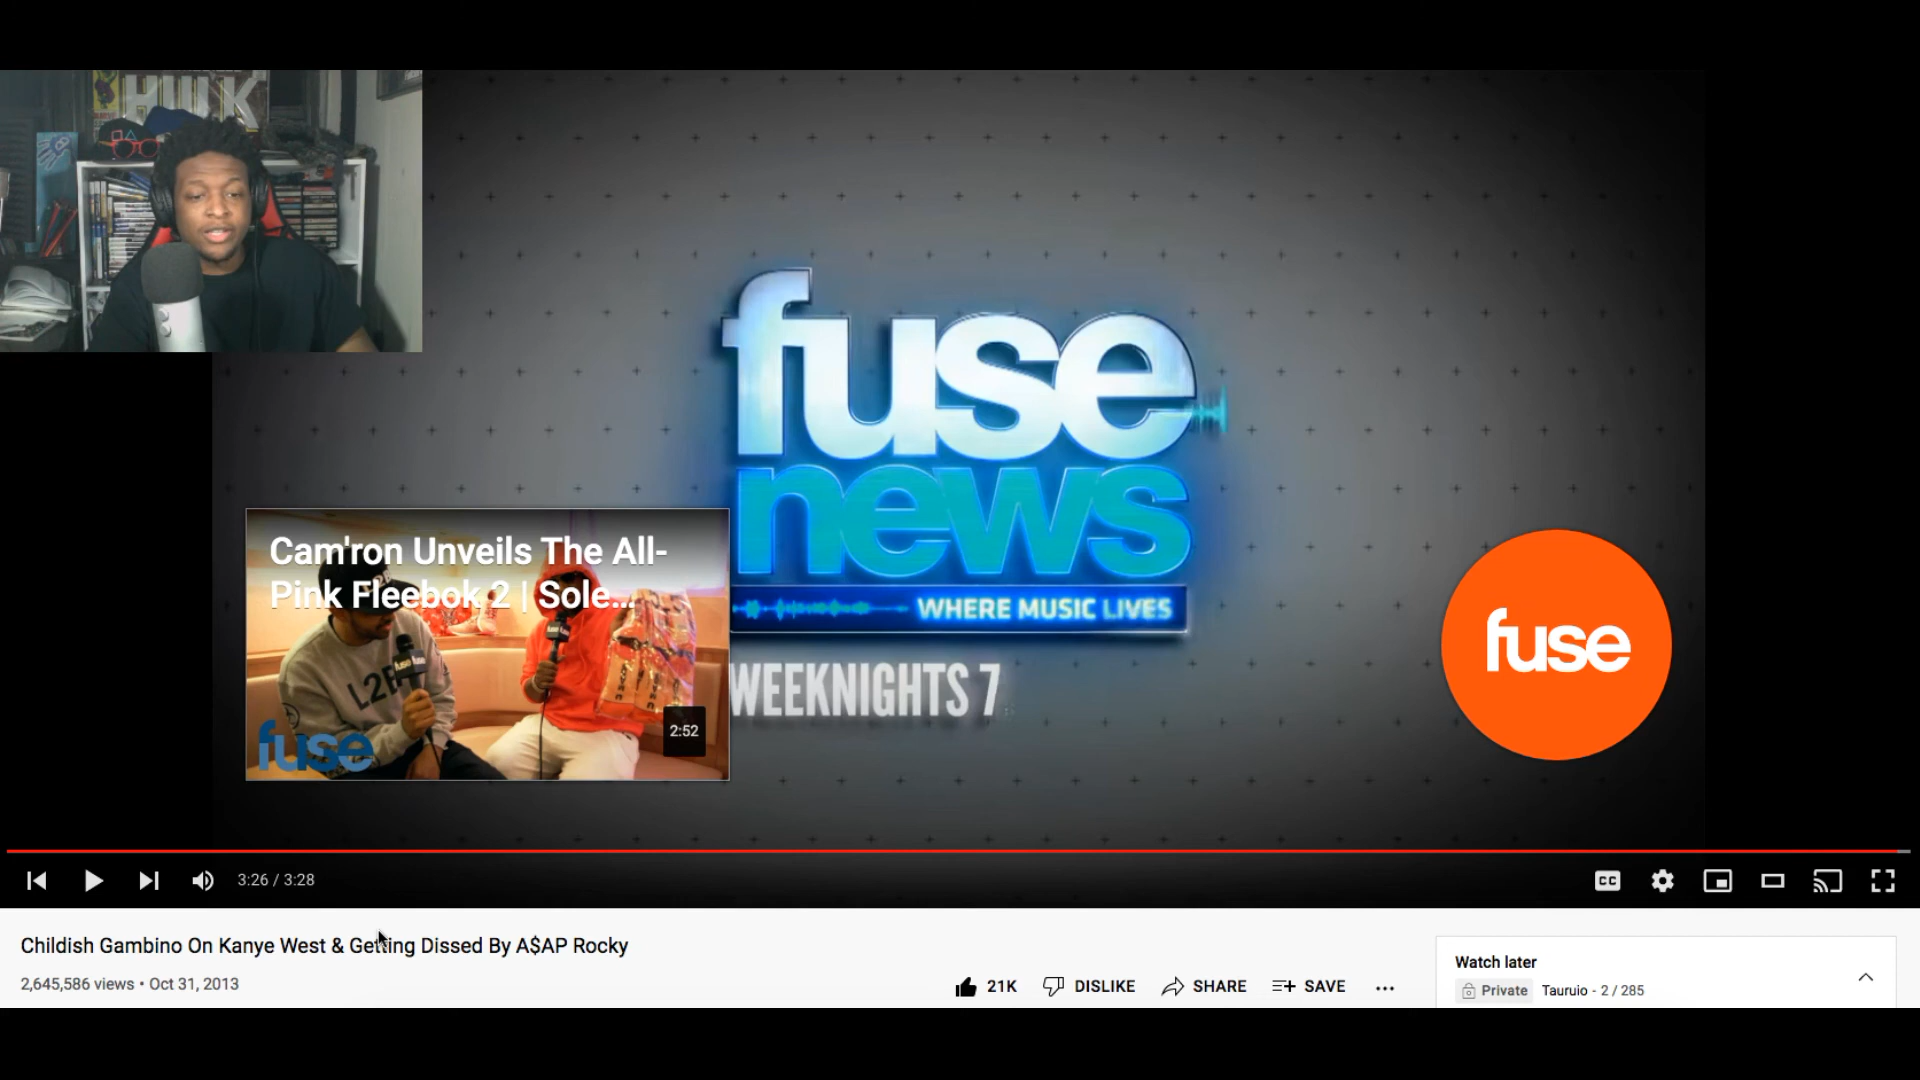 HULK
fuse
news
WHERE MUSIC LIVES
WEEKNIGHTS 7
Cam'ron Unveils The All-
Pink Fleebok 2 | Sole...
fuse
2:52
fuse
3:26 / 3:28
CC
Childish Gambino On Kanye West & Getting Dissed By A$AP Rocky
2,645,586 views • Oct 31, 2013
21K
DISLIKE
SHARE
SAVE
Watch later
Private
Tauruio - 2 / 285